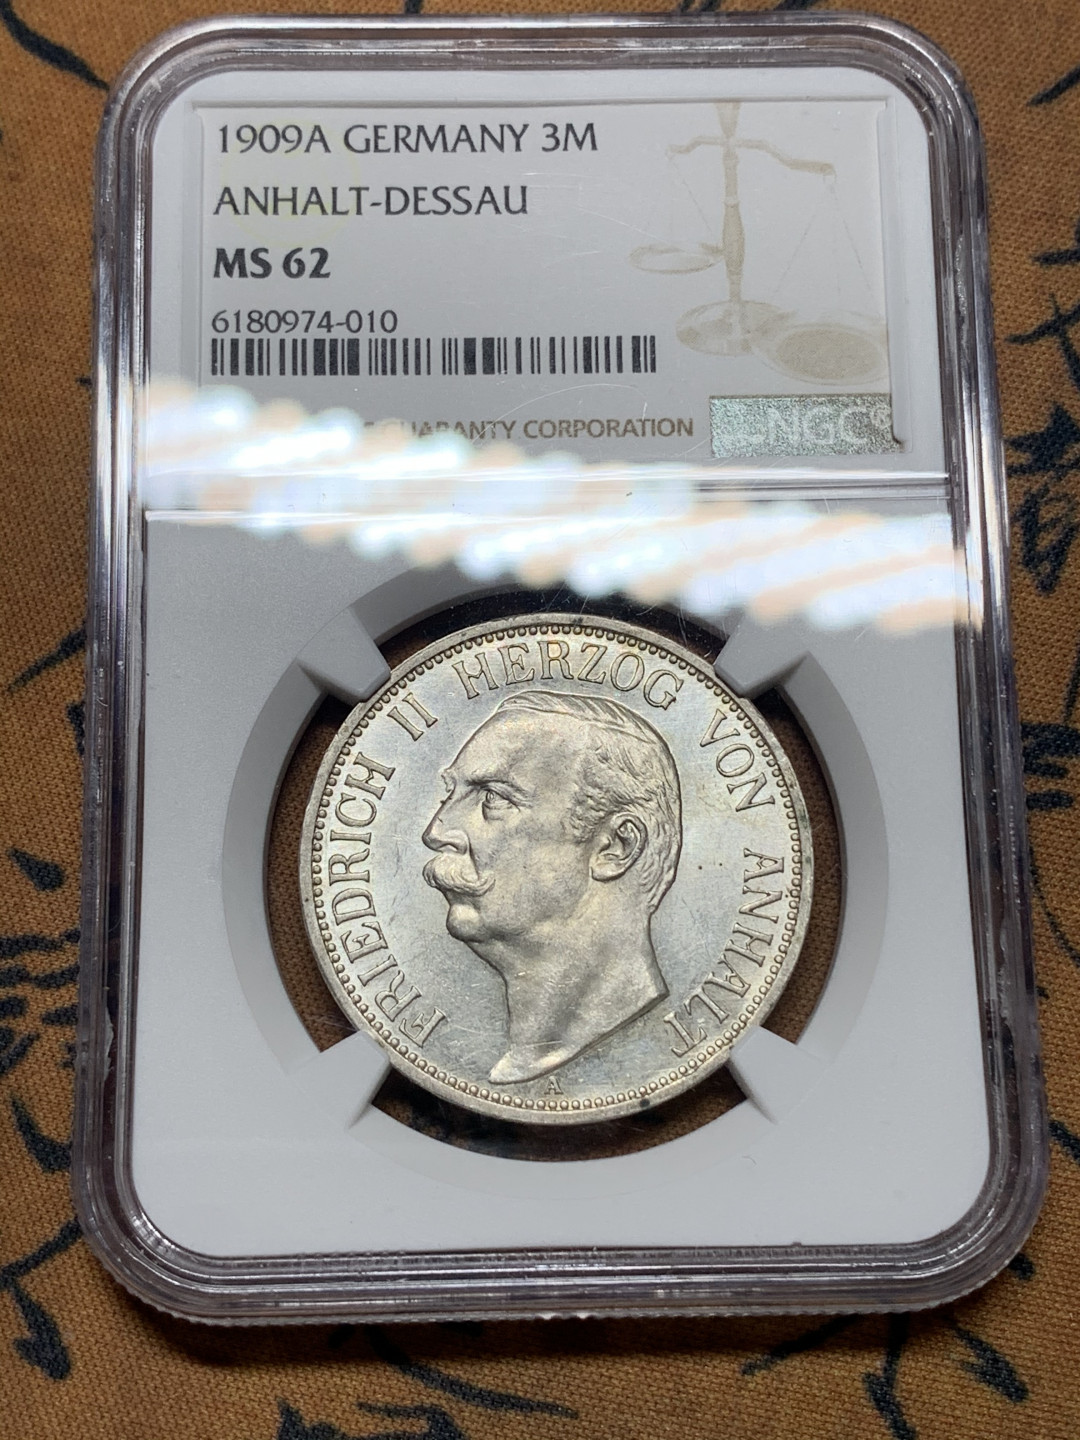 1909A GERMANY 3M
ANHALT-DESSAU
MS 62
6180974-010
GUARANTY CORPORATION
NGC
FRIEDRICH II HERZOG VON ANHALT
A